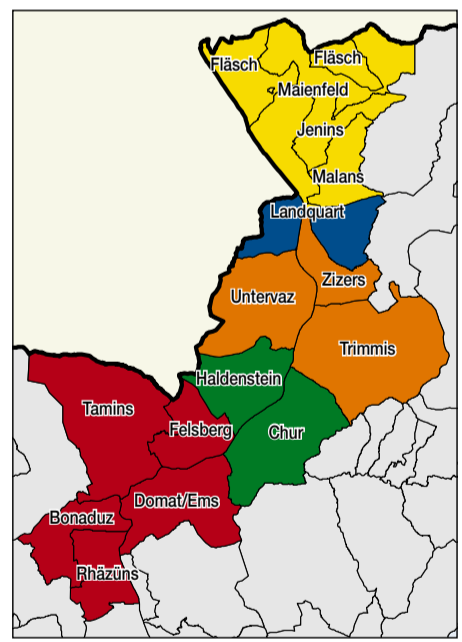 Fläsch
Fläsch
Maienfeld
Jenins
Malans
Landquart
Zizers
Untervaz
Trimmis
Haldenstein
Tamins
Felsberg
Chur
Domat/Ems
Bonaduz
Rhäzüns